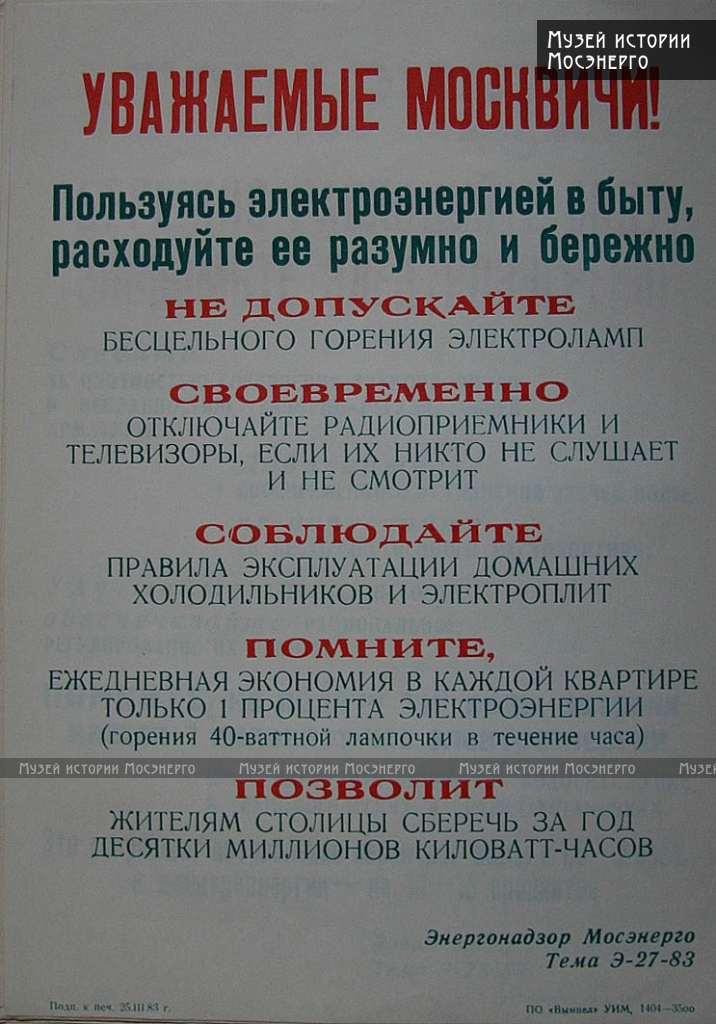 Музей истории
Мосэнерго
УВАЖАЕМЫЕ МОСКВИЧИ!
Пользуясь электроэнергией в быту,
расходуйте ее разумно и бережно
НЕ ДОПУСКАЙТЕ
БЕСЦЕЛЬНОГО ГОРЕНИЯ ЭЛЕКТРОЛАМП
СВОЕВРЕМЕННО
ОТКЛЮЧАЙТЕ РАДИОПРИЕМНИКИ И
ТЕЛЕВИЗОРЫ, ЕСЛИ ИХ НИКТО НЕ СЛУШАЕТ
И НЕ СМОТРИТ
СОБЛЮДАЙТЕ
ПРАВИЛА ЭКСПЛУАТАЦИИ ДОМАШНИХ
ХОЛОДИЛЬНИКОВ И ЭЛЕКТРОПЛИТ
ПОМНИТЕ,
ЕЖЕДНЕВНАЯ ЭКОНОМИЯ В КАЖДОЙ КВАРТИРЕ
ТОЛЬКО 1 ПРОЦЕНТА ЭЛЕКТРОЭНЕРГИИ
(горения 40-ваттной лампочки в течение часа)
Музей истории Мосэнерго Музей истории Мосэнерго Музей истории Мосэнерго Музей
ПОЗВОЛИТ
ЖИТЕЛЯМ СТОЛИЦЫ СБЕРЕЧЬ ЗА ГОД
ДЕСЯТКИ МИЛЛИОНОВ КИЛОВАТТ-ЧАСОВ
Энергонадзор Мосэнерго
Тема Э-27-83
Подп. к печ. 25.III.83 г.
ПО «Вымпел» УИМ, 1404—3500